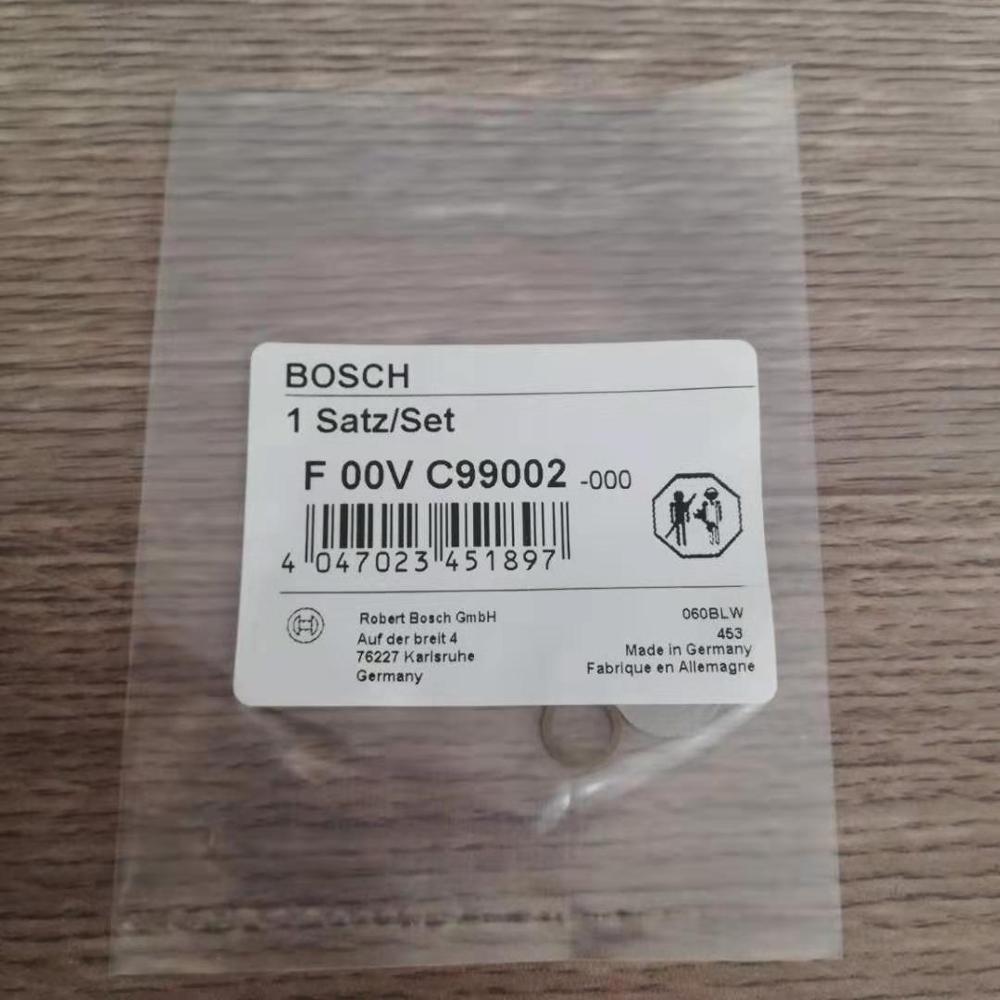 BOSCH
1 Satz/Set
F 00V C99002 -000
4 047023 451897
Robert Bosch GmbH
Auf der breit 4
76227 Karlsruhe
Germany
060BLW
453
Made in Germany
Fabrique en Allemagne